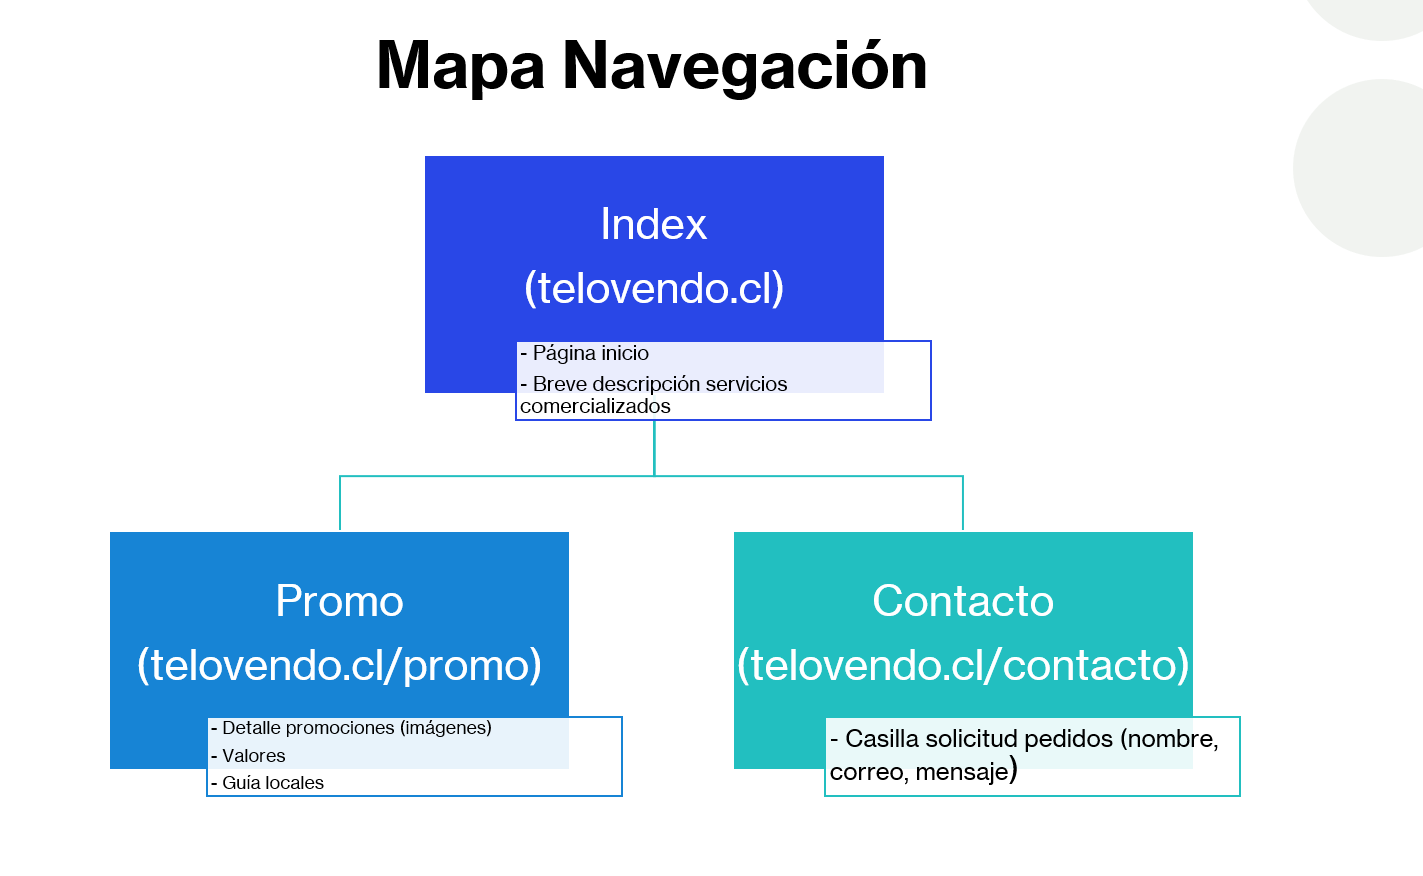 Mapa Navegación
Index
(telovendo.cl)
- Página inicio
- Breve descripción servicios
comercializados
Promo
(telovendo.cl/promo)
- Detalle promociones (imágenes)
- Valores
- Guía locales
Contacto
(telovendo.cl/contacto)
- Casilla solicitud pedidos (nombre,
correo, mensaje)